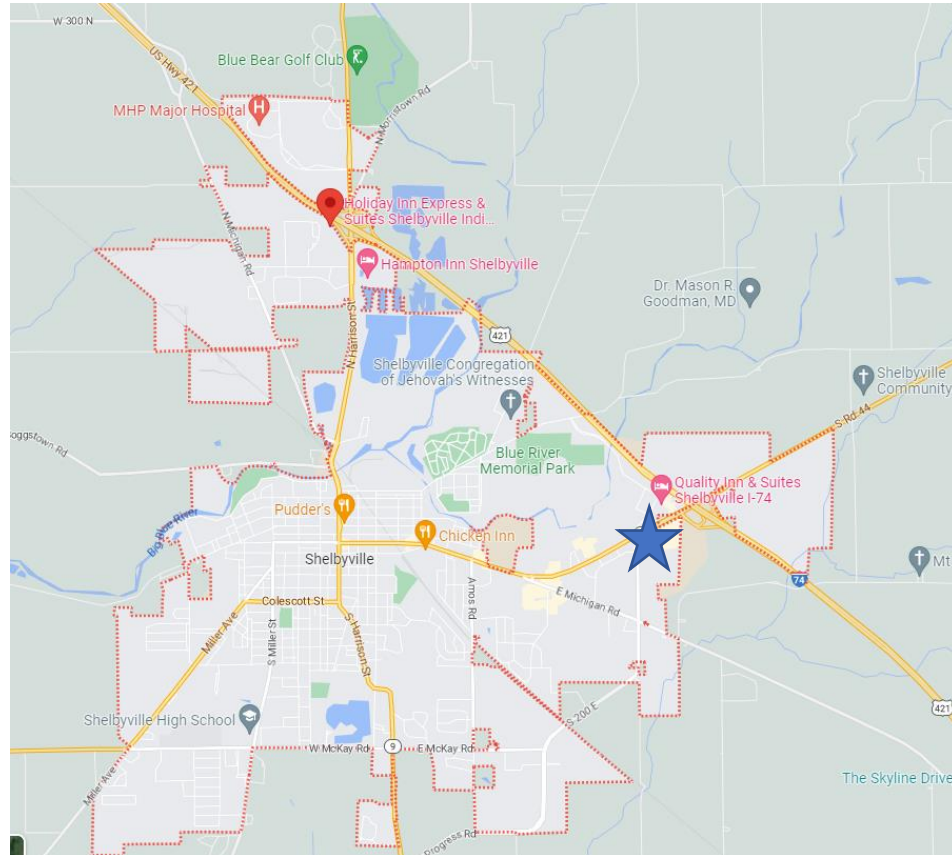 W 300 N
US Hwy 421
Blue Bear Golf Club
MHP Major Hospital
H
N Morristown Rd
Holiday Inn Express &
Suites Shelbyville Indi...
N Michigan Rd
Hampton Inn Shelbyville
Dr. Mason R.
Goodman, MD
N Harrison St
421
Shelbyville Congregation
of Jehovah's Witnesses
Shelbyville
Community
S Rd 44
oggstown Rd
Blue River
Memorial Park
Quality Inn & Suites
Shelbyville I-74
Big Blue River
Pudder's
Chicken Inn
Shelbyville
Mt
74
Amos Rd
E Michigan Rd
Colescott St
Miller Ave
S Miller St
S Harrison St
421
Shelbyville High School
S 200 E
W McKay Rd
9
E McKay Rd
Miller Ave
The Skyline Drive
Progress Rd